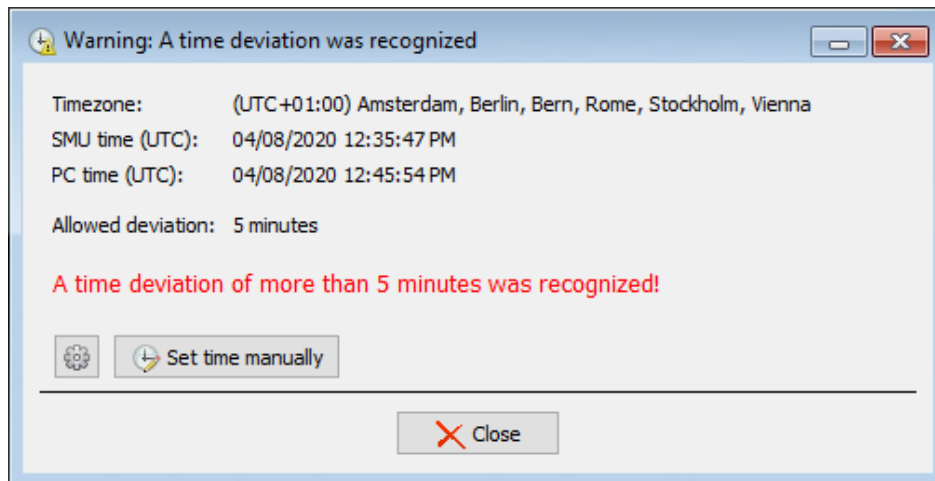 Warning: A time deviation was recognized
Timezone: (UTC+01:00) Amsterdam, Berlin, Bern, Rome, Stockholm, Vienna
SMU time (UTC): 04/08/2020 12:35:47 PM
PC time (UTC): 04/08/2020 12:45:54 PM
Allowed deviation: 5 minutes
A time deviation of more than 5 minutes was recognized!
Set time manually
Close